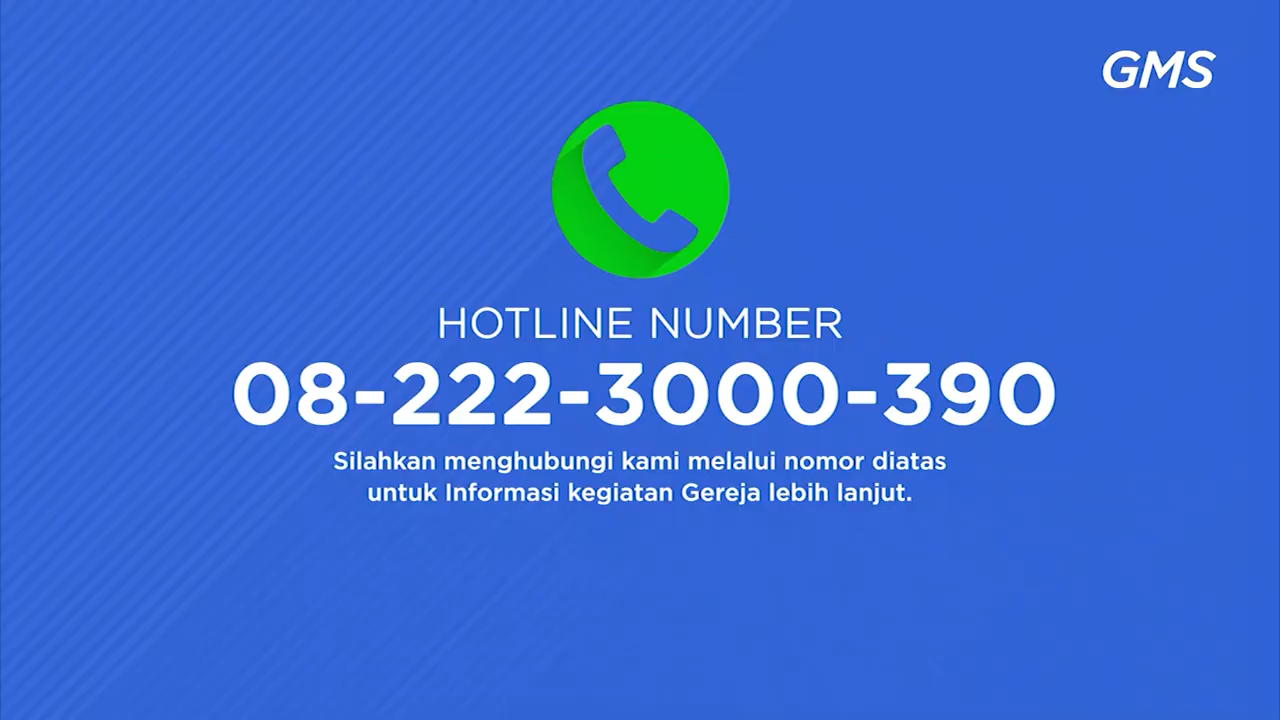 GMS
HOTLINE NUMBER
08-222-3000-390
Silahkan menghubungi kami melalui nomor diatas
untuk Informasi kegiatan Gereja lebih lanjut.